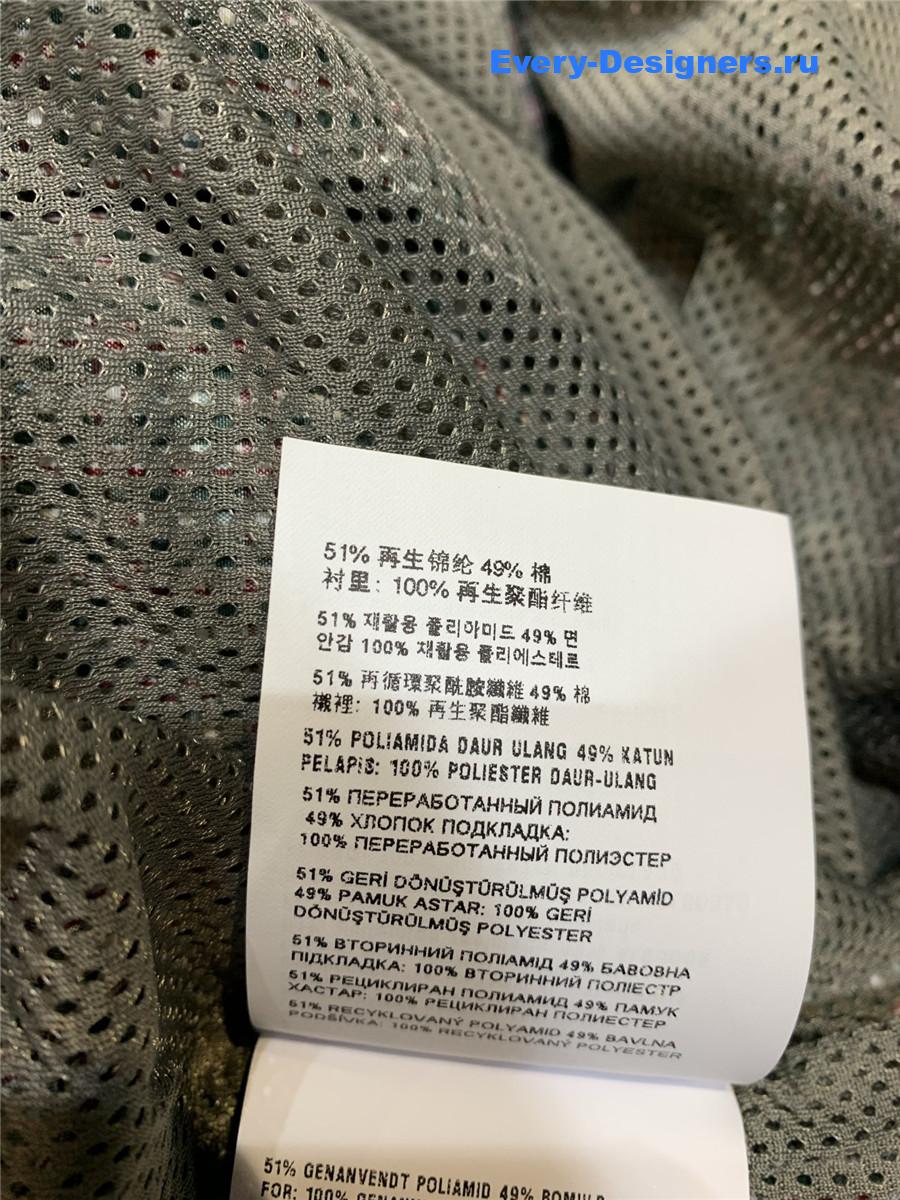 Every-Designers.ru
51% 再生锦纶 49% 棉
衬里: 100% 再生聚酯纤维
51% 재활용 폴리아미드 49% 면
안감 100% 재활용 폴리에스테르
51% 再循環聚酰胺纖維 49% 棉
襯裡: 100% 再生聚酯纖維
51% POLIAMIDA DAUR ULANG 49% KATUN
PELAPIS: 100% POLIESTER DAUR-ULANG
51% ПЕРЕРАБОТАННЫЙ ПОЛИАМИД
49% ХЛОПОК ПОДКЛАДКА:
100% ПЕРЕРАБОТАННЫЙ ПОЛИЭСТЕР
51% GERİ DÖNÜŞTÜRÜLMÜŞ POLYAMİD
49% PAMUK ASTAR: 100% GERİ
DÖNÜŞTÜRÜLMÜŞ POLYESTER
51% ВТОРИННИЙ ПОЛІАМІД 49% БАВОВНА
ПІДКЛАДКА: 100% ВТОРИННИЙ ПОЛІЕСТР
51% РЕЦИКЛИРАН ПОЛИАМИД 49% ПАМУК
ХАСТАР: 100% РЕЦИКЛИРАН ПОЛИЕСТЕР
51% RECYKLOVANÝ POLYAMID 49% BAVLNA
PODŠÍVKA: 100% RECYKLOVANÝ POLYESTER
51% GENANVENDT POLIAMID 49%
FOR: 100%